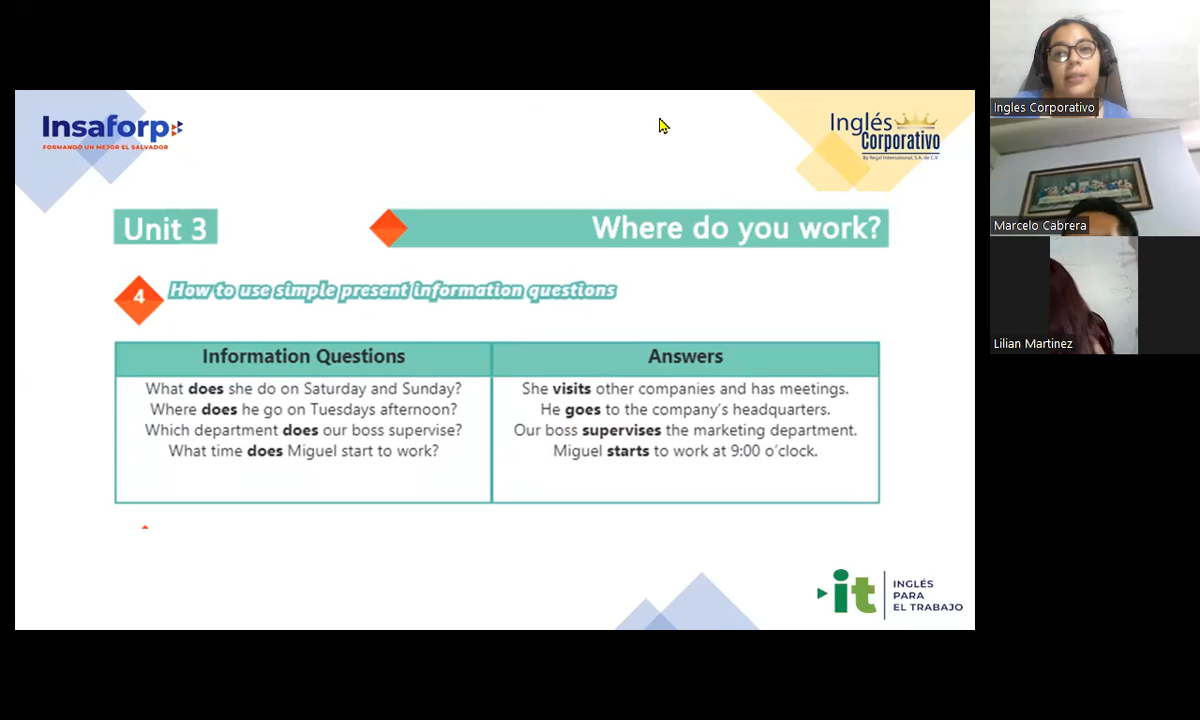 Insaforp
FORMANDO UN MEJOR EL SALVADOR
Inglés
Corporativo
By Regal International, S.A. de C.V.
Unit 3
Where do you work?
4
How to use simple present information questions
Information Questions
Answers
What does she do on Saturday and Sunday?
She visits other companies and has meetings.
Where does he go on Tuesdays afternoon?
He goes to the company's headquarters.
Which department does our boss supervise?
Our boss supervises the marketing department.
What time does Miguel start to work?
Miguel starts to work at 9:00 o'clock.
it
INGLÉS
PARA
EL TRABAJO
Ingles Corporativo
Marcelo Cabrera
Lilian Martinez